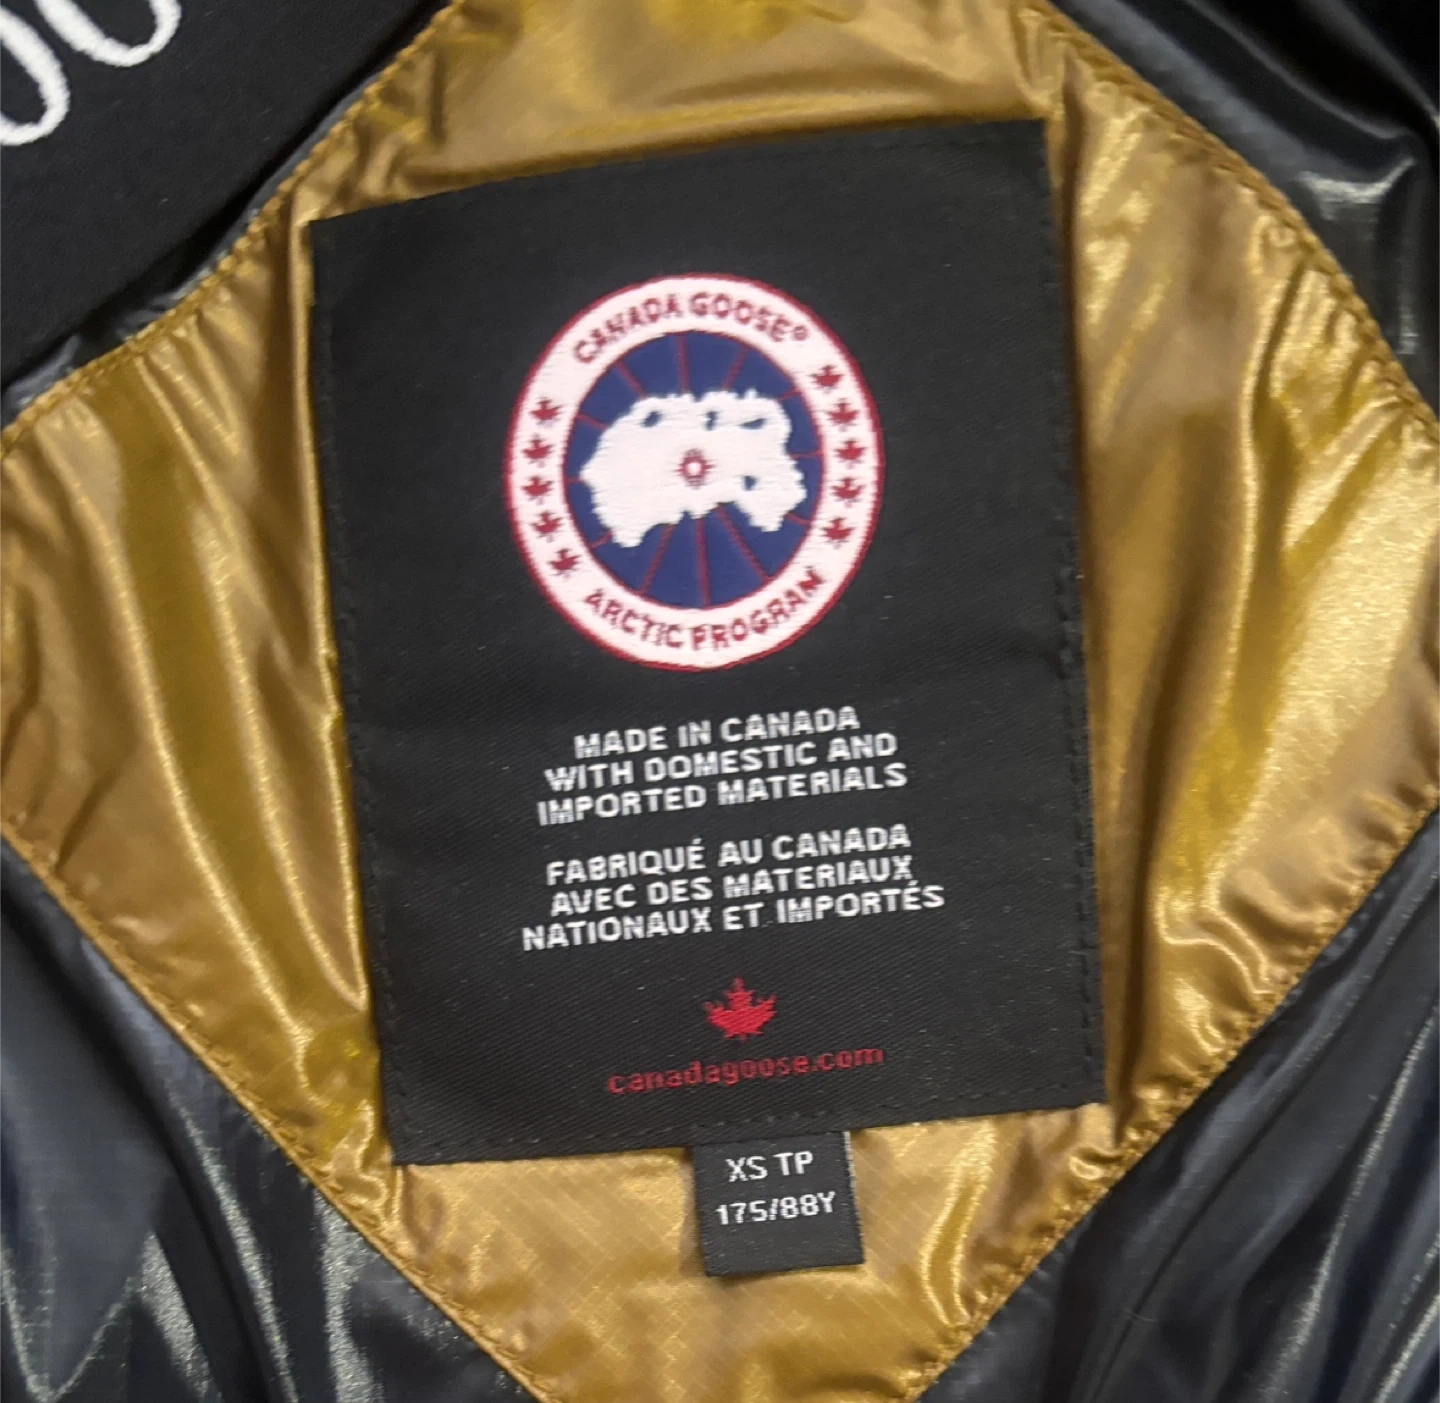 CANADA GOOSE®
ARCTIC PROGRAM
MADE IN CANADA
WITH DOMESTIC AND
IMPORTED MATERIALS
FABRIQUÉ AU CANADA
AVEC DES MATERIAUX
NATIONAUX ET IMPORTÉS
canadagoose.com
XS TP
175/88Y